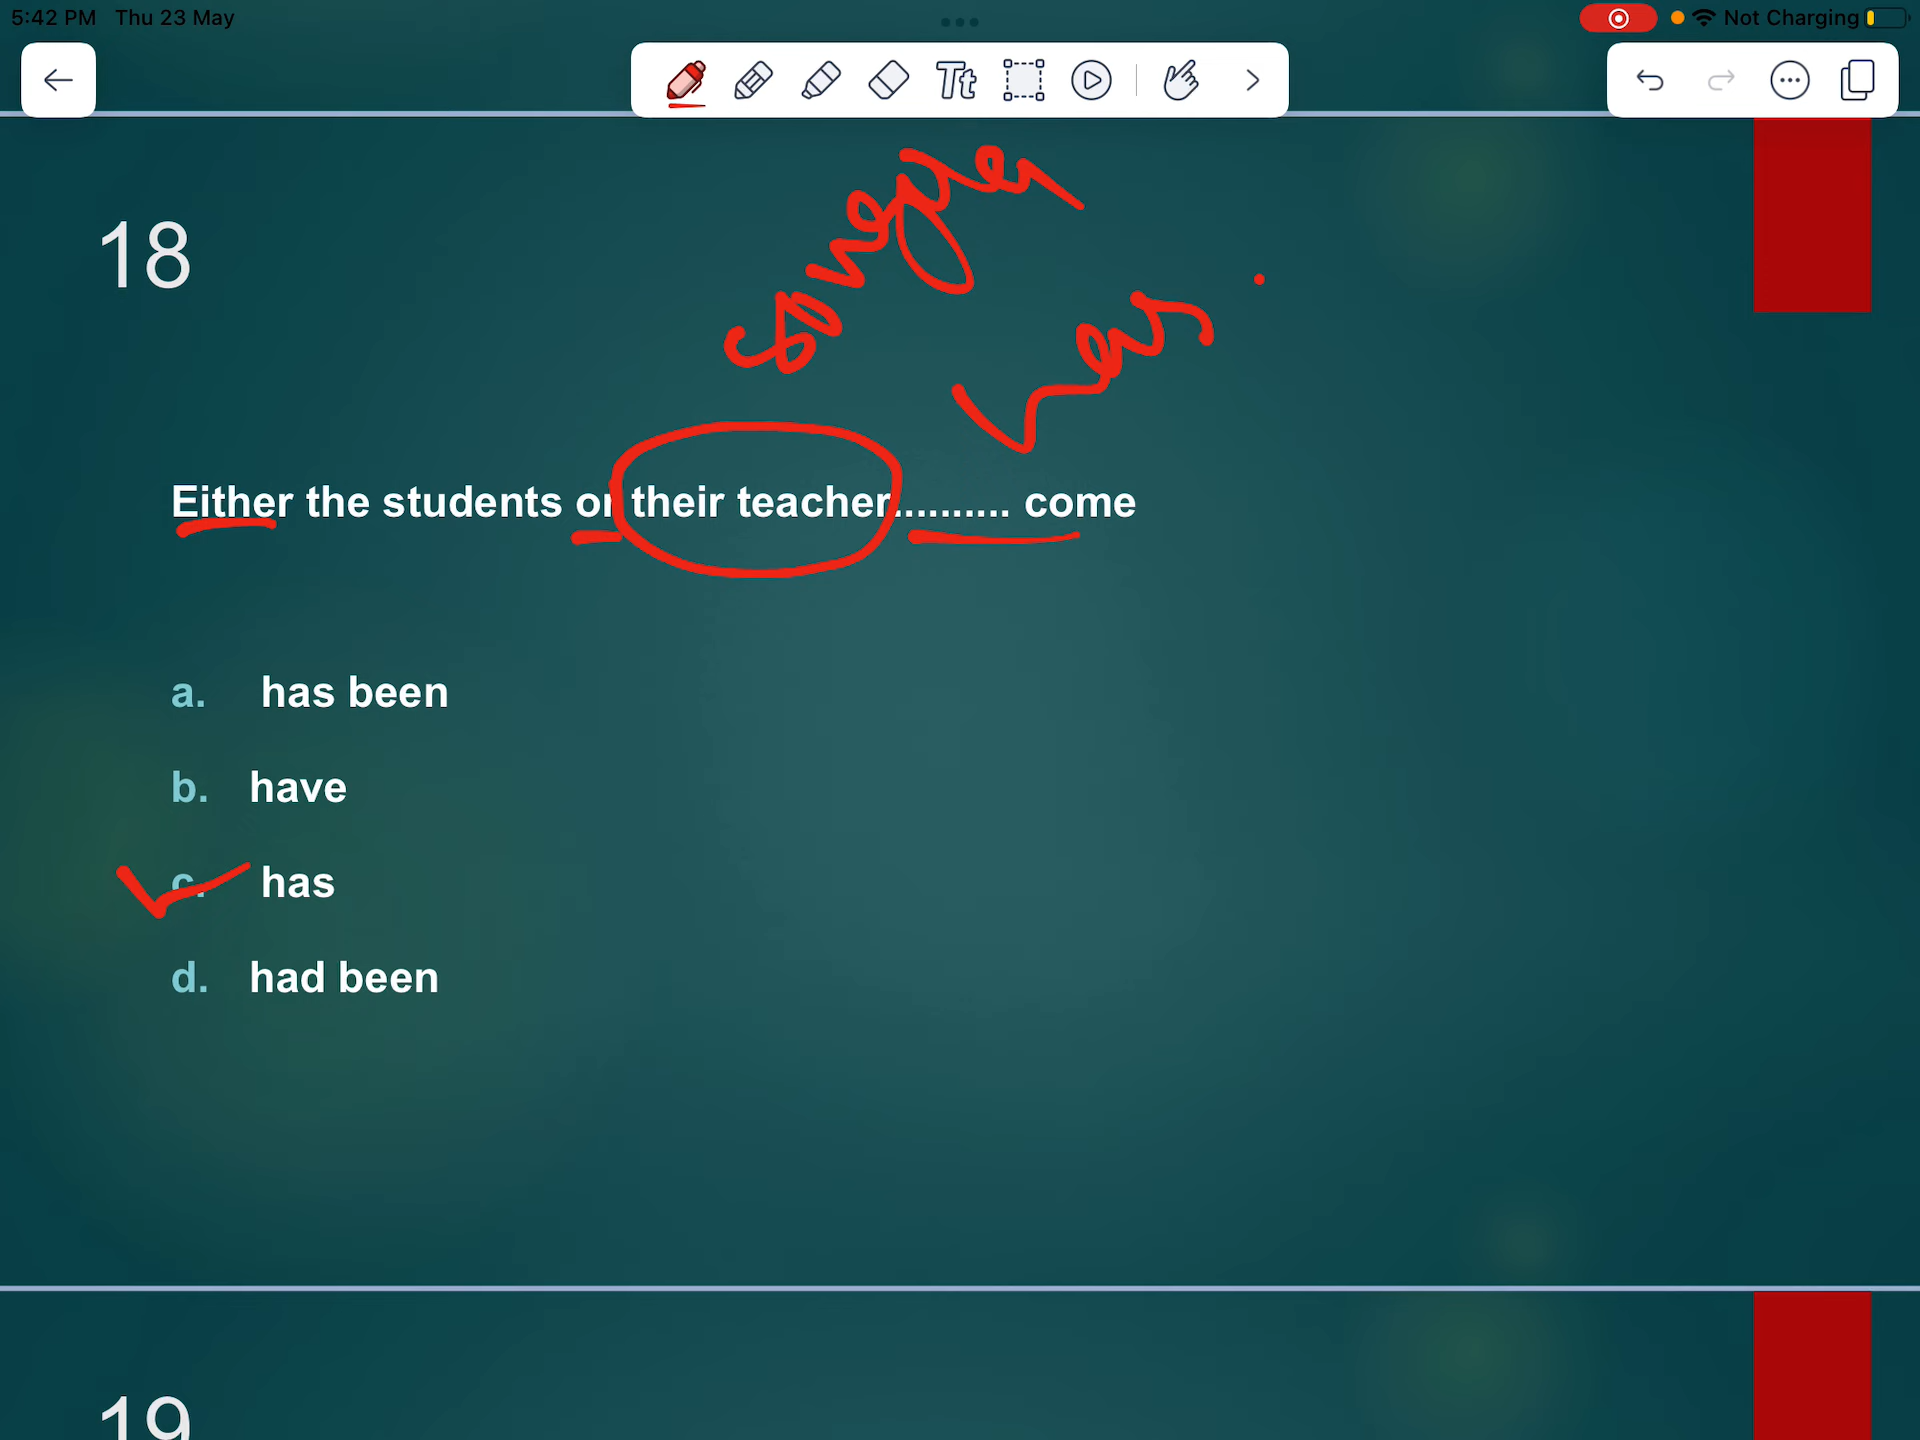 5:42 PM Thu 23 May
Not Charging
Tt
18
has
Either the students or their teacher.......... come
a. has been
b. have
c. has
d. had been
19